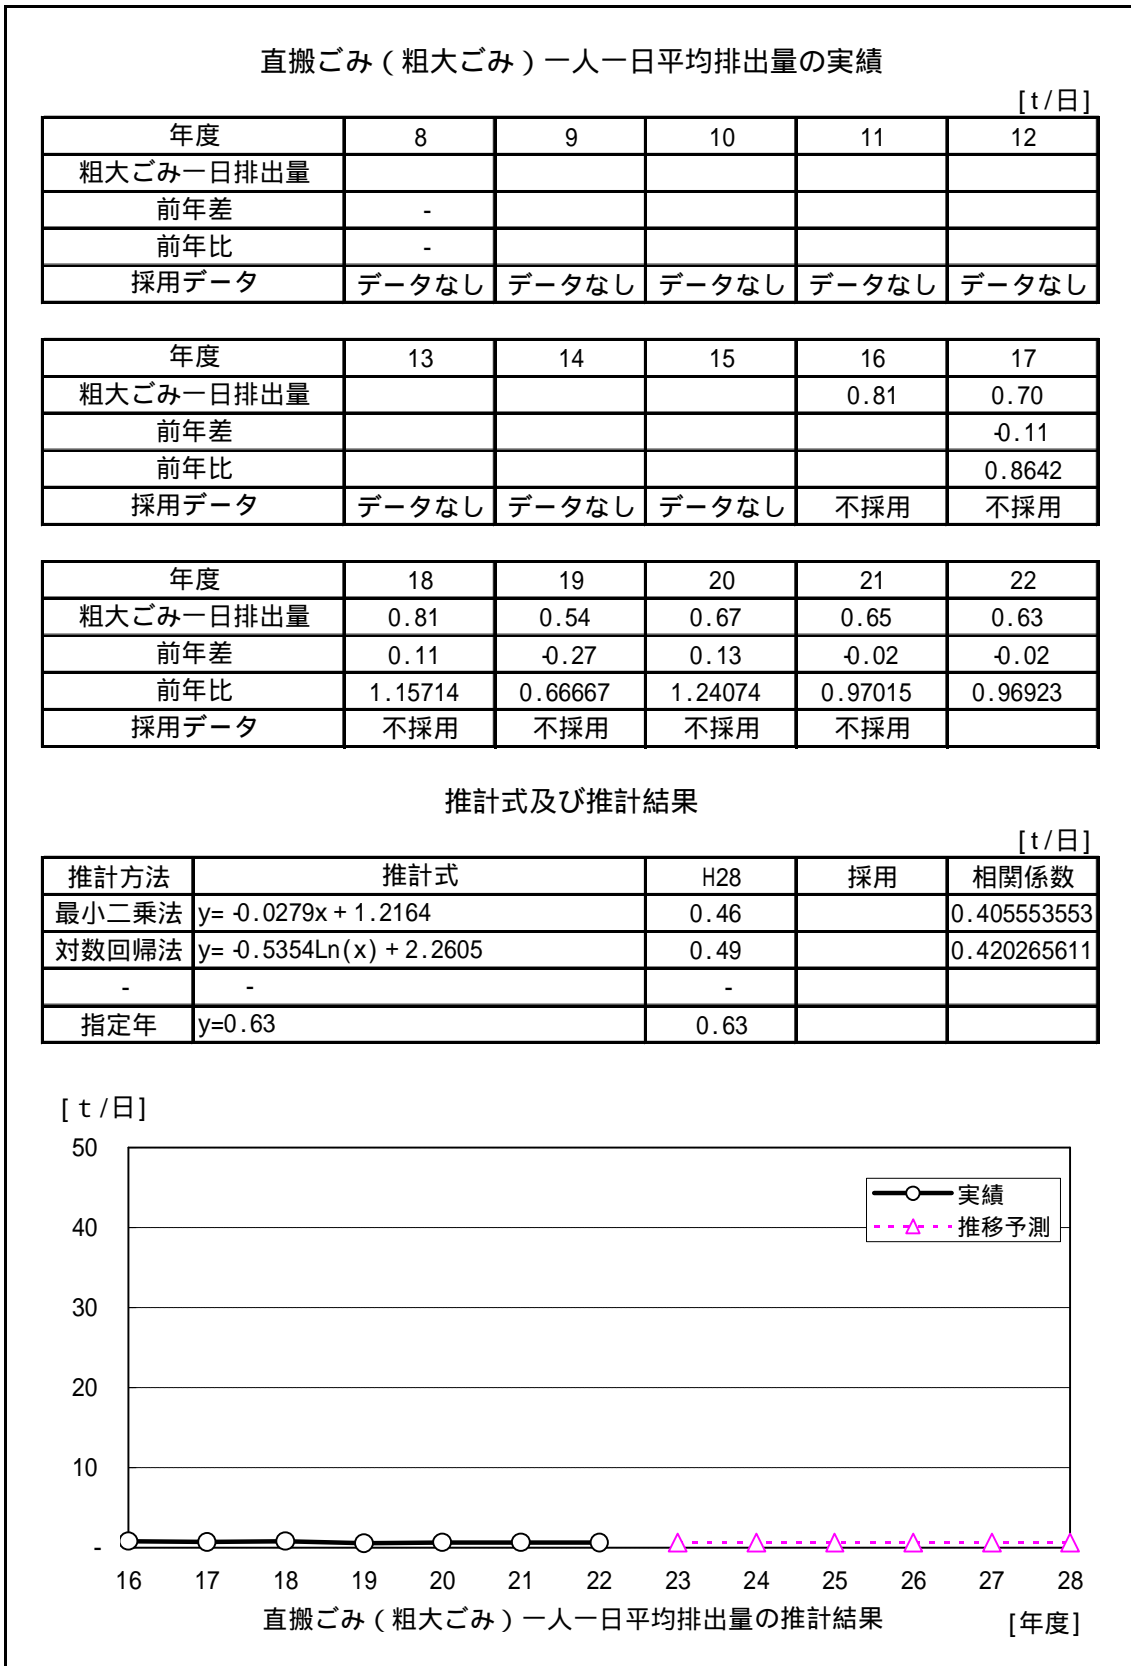 直搬ごみ(粗大ごみ)一人一日平均排出量の実績
[t/日]
年度 8 9 10 11 12
粗大ごみ一日排出量
前年差 -
前年比 -
採用データ データなし データなし データなし データなし データなし
年度 13 14 15 16 17
粗大ごみ一日排出量 0.81 0.70
前年差 -0.11
前年比 0.8642
採用データ データなし データなし データなし 不採用 不採用
年度 18 19 20 21 22
粗大ごみ一日排出量 0.81 0.54 0.67 0.65 0.63
前年差 0.11 -0.27 0.13 -0.02 -0.02
前年比 1.15714 0.66667 1.24074 0.97015 0.96923
採用データ 不採用 不採用 不採用 不採用
推計式及び推計結果
[t/日]
推計方法 推計式 H28 採用 相関係数
最小二乗法 y= -0.0279x + 1.2164 0.46 0.405553553
対数回帰法 y= -0.5354Ln(x) + 2.2605 0.49 0.420265611
- - -
指定年 y=0.63 0.63
[t/日]
50
実績
推移予測
40
30
20
10
-
16 17 18 19 20 21 22 23 24 25 26 27 28
直搬ごみ(粗大ごみ)一人一日平均排出量の推計結果 [年度]